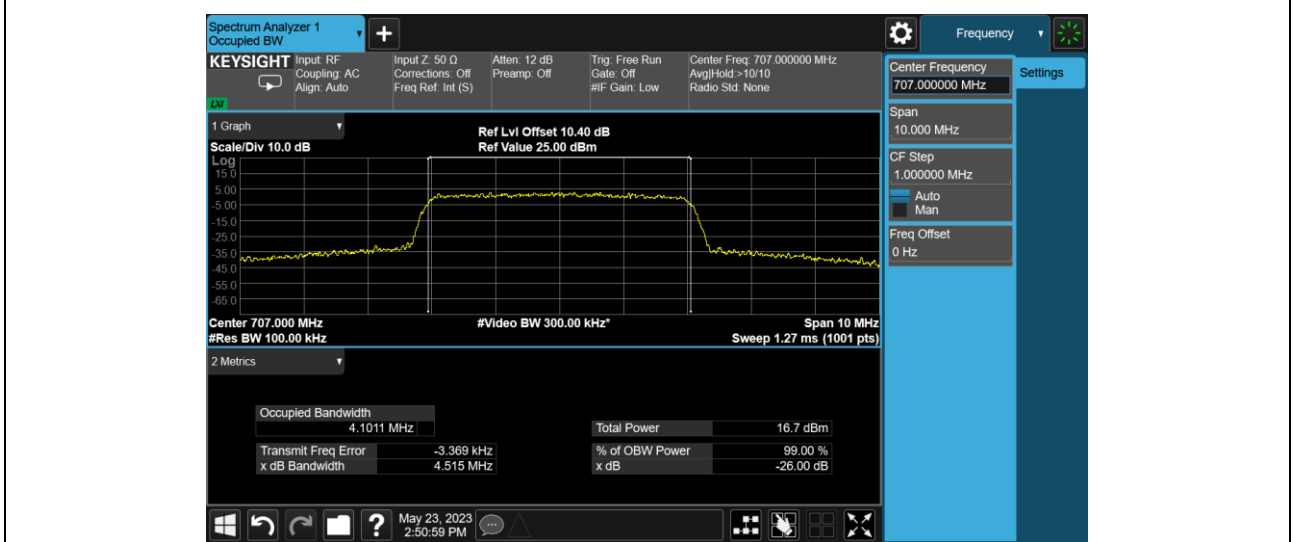 Spectrum Analyzer 1
Occupied BW
Frequency
KEYSIGHT
Input: RF
Coupling: AC
Align: Auto
Input Z: 50 Ω
Corrections: Off
Freq Ref: Int (S)
Atten: 12 dB
Preamp: Off
Trig: Free Run
Gate: Off
#IF Gain: Low
Center Freq: 707.000000 MHz
Avg|Hold:>10/10
Radio Std: None
LXI
Center Frequency
707.000000 MHz
Settings
Span
10.000 MHz
CF Step
1.000000 MHz
Auto
Man
Freq Offset
0 Hz
1 Graph
Scale/Div 10.0 dB
Ref Lvl Offset 10.40 dB
Ref Value 25.00 dBm
Log
15.0
5.00
-5.00
-15.0
-25.0
-35.0
-45.0
-55.0
-65.0
Center 707.000 MHz
#Video BW 300.00 kHz*
Span 10 MHz
#Res BW 100.00 kHz
Sweep 1.27 ms (1001 pts)
2 Metrics
Occupied Bandwidth
4.1011 MHz
Total Power 16.7 dBm
Transmit Freq Error -3.369 kHz
% of OBW Power 99.00 %
x dB Bandwidth 4.515 MHz
x dB -26.00 dB
May 23, 2023
2:50:59 PM